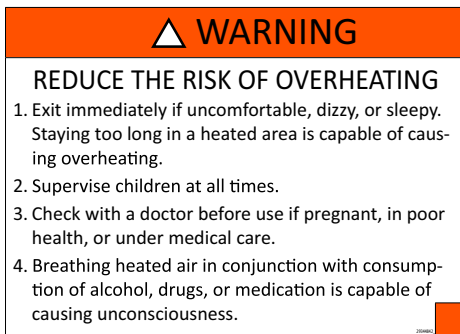 WARNING
REDUCE THE RISK OF OVERHEATING
1. Exit immediately if uncomfortable, dizzy, or sleepy.
Staying too long in a heated area is capable of caus-
ing overheating.
2. Supervise children at all times.
3. Check with a doctor before use if pregnant, in poor
health, or under medical care.
4. Breathing heated air in conjunction with consump-
tion of alcohol, drugs, or medication is capable of
causing unconsciousness.